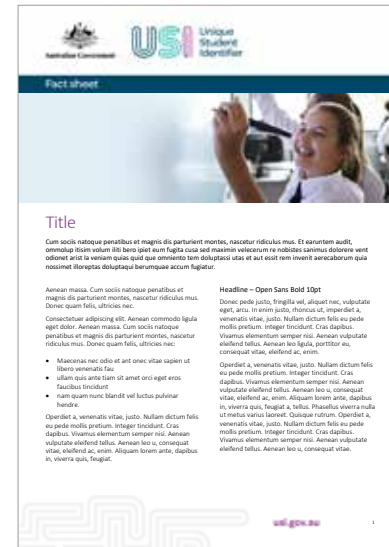 Australian Government
USI Unique
Student
Identifier
Fact sheet
Title
Cum sociis natoque penatibus et magnis dis parturient montes, nascetur ridiculus mus. Et earuntem audit,
ommolup itisim volum iliti bero ipiet eum fugita cusa sed maximin velecerum re nobistes sanimus dolorere vent
odionet arist la veniam quias quid que omniento tem doluptassi utas et aut essit rem invenit aerecaborum quia
nossimet illoreptas doluptaqui berumquae accum fugiatur.
Aenean massa. Cum sociis natoque penatibus et
magnis dis parturient montes, nascetur ridiculus mus.
Donec quam felis, ultricies nec.
Consectetuer adipiscing elit. Aenean commodo ligula
eget dolor. Aenean massa. Cum sociis natoque
penatibus et magnis dis parturient montes, nascetur
ridiculus mus. Donec quam felis, ultricies nec:
• Maecenas nec odio et ant onec vitae sapien ut
libero venenatis fau
• ullam quis ante tiam sit amet orci eget eros
faucibus tincidunt
• nam quam nunc blandit vel luctus pulvinar
hendre.
Operdiet a, venenatis vitae, justo. Nullam dictum felis
eu pede mollis pretium. Integer tincidunt. Cras
dapibus. Vivamus elementum semper nisi. Aenean
vulputate eleifend tellus. Aenean leo u, consequat
vitae, eleifend ac, enim. Aliquam lorem ante, dapibus
in, viverra quis, feugiat.
Headline – Open Sans Bold 10pt
Donec pede justo, fringilla vel, aliquet nec, vulputate
eget, arcu. In enim justo, rhoncus ut, imperdiet a,
venenatis vitae, justo. Nullam dictum felis eu pede
mollis pretium. Integer tincidunt. Cras dapibus.
Vivamus elementum semper nisi. Aenean vulputate
eleifend tellus. Aenean leo ligula, porttitor eu,
consequat vitae, eleifend ac, enim.
Operdiet a, venenatis vitae, justo. Nullam dictum felis
eu pede mollis pretium. Integer tincidunt. Cras
dapibus. Vivamus elementum semper nisi. Aenean
vulputate eleifend tellus. Aenean leo u, consequat
vitae, eleifend ac, enim. Aliquam lorem ante, dapibus
in, viverra quis, feugiat a, tellus. Phasellus viverra nulla
ut metus varius laoreet. Quisque rutrum. Operdiet a,
venenatis vitae, justo. Nullam dictum felis eu pede
mollis pretium. Integer tincidunt. Cras dapibus.
Vivamus elementum semper nisi. Aenean vulputate
eleifend tellus. Aenean leo u, consequat vitae.
usi.gov.au
1